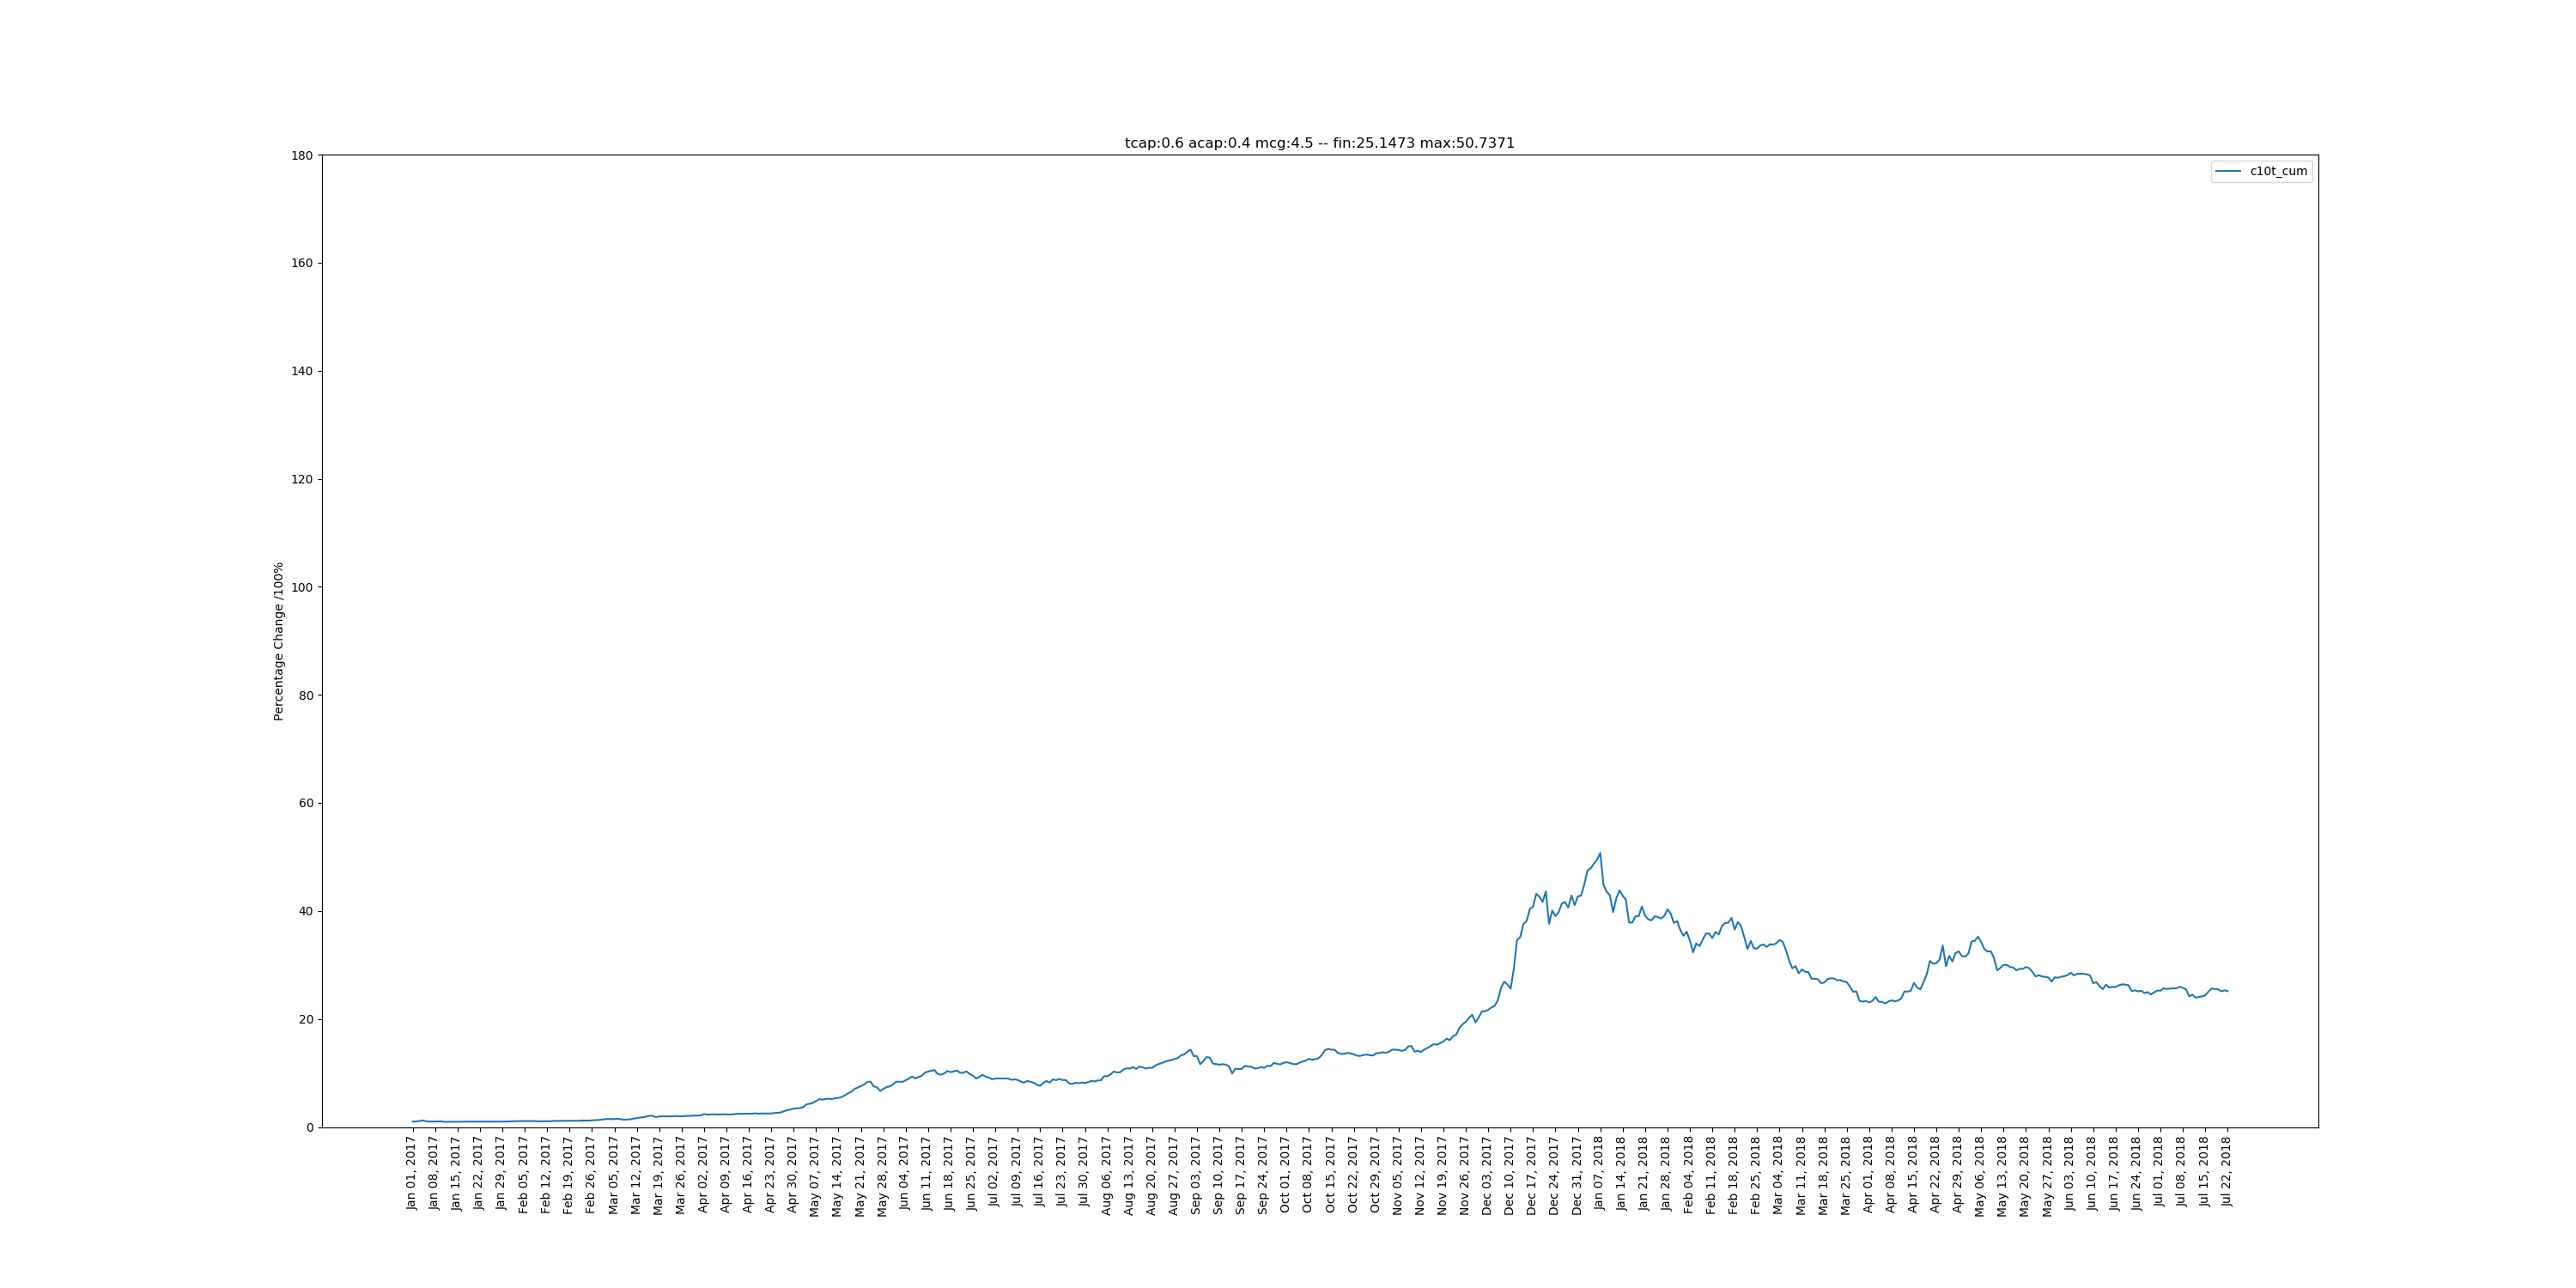 tcap:0.6 acap:0.4 mcg:4.5 -- fin:25.1473 max:50.7371
c10t_cum
Percentage Change /100%
180
160
140
120
100
80
60
40
20
0
Jan 01, 2017
Jan 08, 2017
Jan 15, 2017
Jan 22, 2017
Jan 29, 2017
Feb 05, 2017
Feb 12, 2017
Feb 19, 2017
Feb 26, 2017
Mar 05, 2017
Mar 12, 2017
Mar 19, 2017
Mar 26, 2017
Apr 02, 2017
Apr 09, 2017
Apr 16, 2017
Apr 23, 2017
Apr 30, 2017
May 07, 2017
May 14, 2017
May 21, 2017
May 28, 2017
Jun 04, 2017
Jun 11, 2017
Jun 18, 2017
Jun 25, 2017
Jul 02, 2017
Jul 09, 2017
Jul 16, 2017
Jul 23, 2017
Jul 30, 2017
Aug 06, 2017
Aug 13, 2017
Aug 20, 2017
Aug 27, 2017
Sep 03, 2017
Sep 10, 2017
Sep 17, 2017
Sep 24, 2017
Oct 01, 2017
Oct 08, 2017
Oct 15, 2017
Oct 22, 2017
Oct 29, 2017
Nov 05, 2017
Nov 12, 2017
Nov 19, 2017
Nov 26, 2017
Dec 03, 2017
Dec 10, 2017
Dec 17, 2017
Dec 24, 2017
Dec 31, 2017
Jan 07, 2018
Jan 14, 2018
Jan 21, 2018
Jan 28, 2018
Feb 04, 2018
Feb 11, 2018
Feb 18, 2018
Feb 25, 2018
Mar 04, 2018
Mar 11, 2018
Mar 18, 2018
Mar 25, 2018
Apr 01, 2018
Apr 08, 2018
Apr 15, 2018
Apr 22, 2018
Apr 29, 2018
May 06, 2018
May 13, 2018
May 20, 2018
May 27, 2018
Jun 03, 2018
Jun 10, 2018
Jun 17, 2018
Jun 24, 2018
Jul 01, 2018
Jul 08, 2018
Jul 15, 2018
Jul 22, 2018